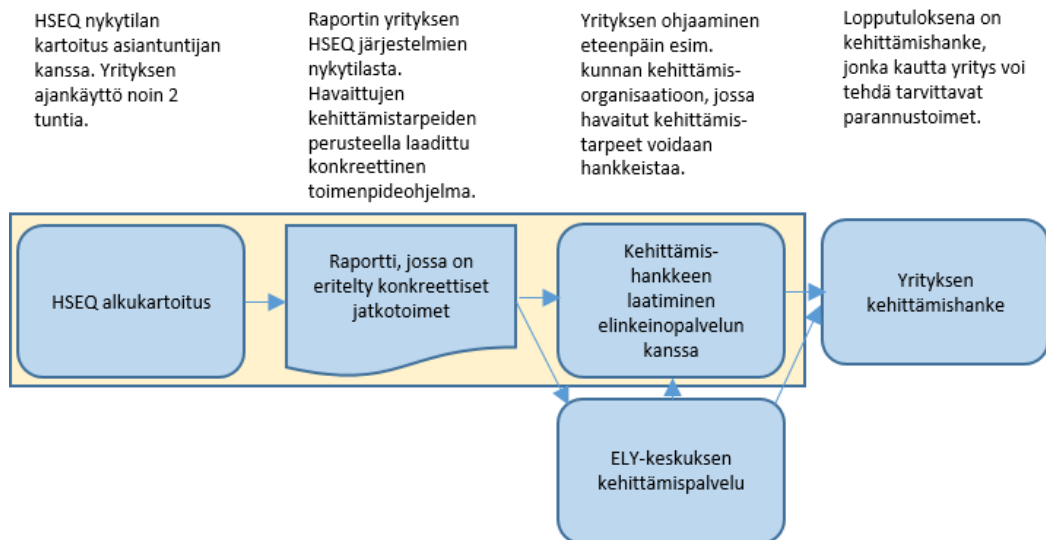 HSEQ nykytilan
kartoitus asiantuntijan
kanssa. Yrityksen
ajankäyttö noin 2
tuntia.
Raportin yrityksen
HSEQ järjestelmien
nykytilasta.
Havaittujen
kehittämistarpeiden
perusteella laadittu
konkreettinen
toimenpideohjelma.
Yrityksen ohjaaminen
eteenpäin esim.
kunnan kehittämis-
organisaatioon, jossa
havaitut kehittämis-
tarpeet voidaan
hankkeistaa.
Lopputuloksena on
kehittämishanke,
jonka kautta yritys voi
tehdä tarvittavat
parannustoimet.
HSEQ alkukartoitus
Raportti, jossa on
eritelty konkreettiset
jatkotoimet
Kehittämis-
hankkeen
laatiminen
elinkeinopalvelun
kanssa
Yrityksen
kehittämishanke
ELY-keskuksen
kehittämispalvelu